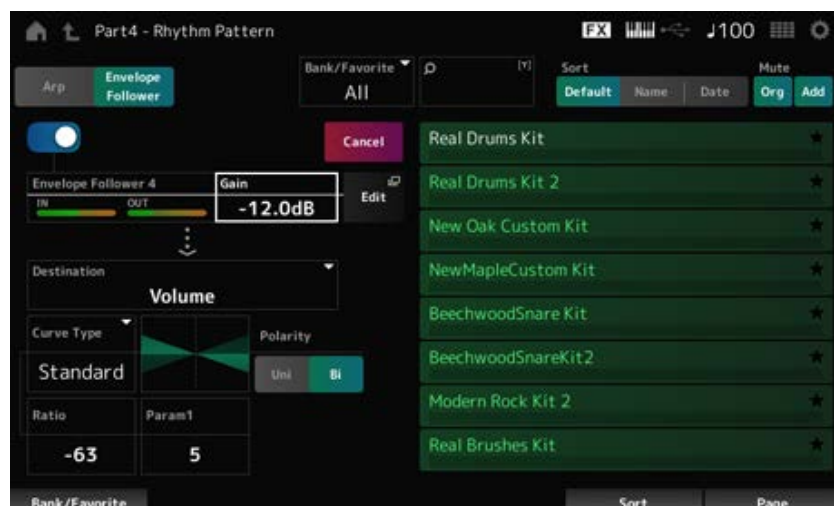 Part4 - Rhythm Pattern
FX
♩100
Arp
Envelope
Follower
Bank/Favorite
All
[Y]
Sort
Default Name Date
Mute
Org Add
Cancel
Envelope Follower 4
IN OUT
Gain
-12.0dB
Edit
Destination
Volume
Curve Type
Standard
Polarity
Uni Bi
Ratio
-63
Param1
5
Real Drums Kit
Real Drums Kit 2
New Oak Custom Kit
NewMapleCustom Kit
BeechwoodSnare Kit
BeechwoodSnareKit2
Modern Rock Kit 2
Real Brushes Kit
Bank/Favorite
Sort
Page